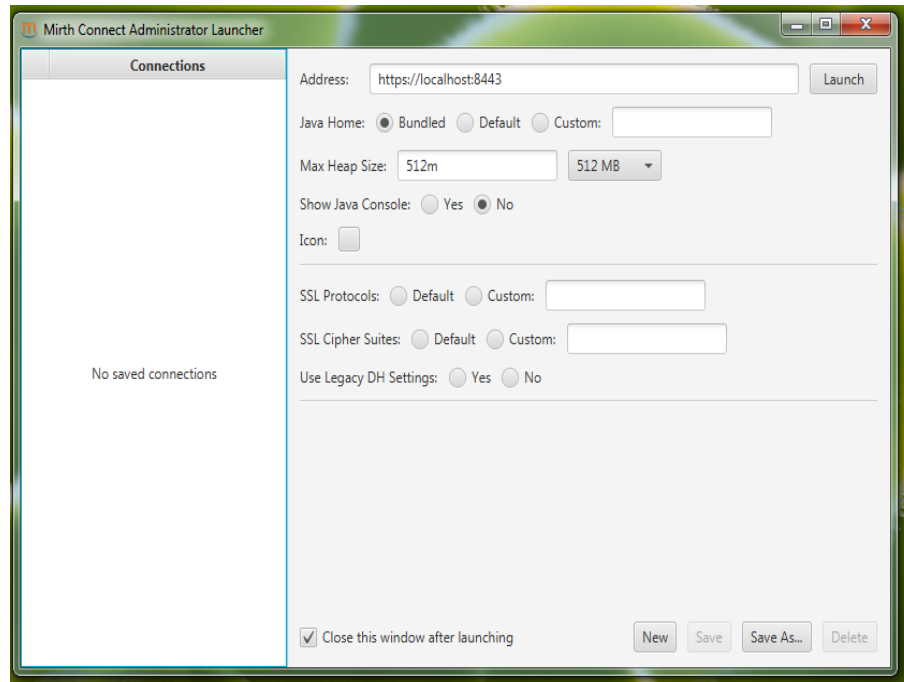 Mirth Connect Administrator Launcher
Connections
No saved connections
Address: https://localhost:8443 Launch
Java Home: Bundled Default Custom:
Max Heap Size: 512m 512 MB
Show Java Console: Yes No
Icon:
SSL Protocols: Default Custom:
SSL Cipher Suites: Default Custom:
Use Legacy DH Settings: Yes No
Close this window after launching New Save Save As... Delete